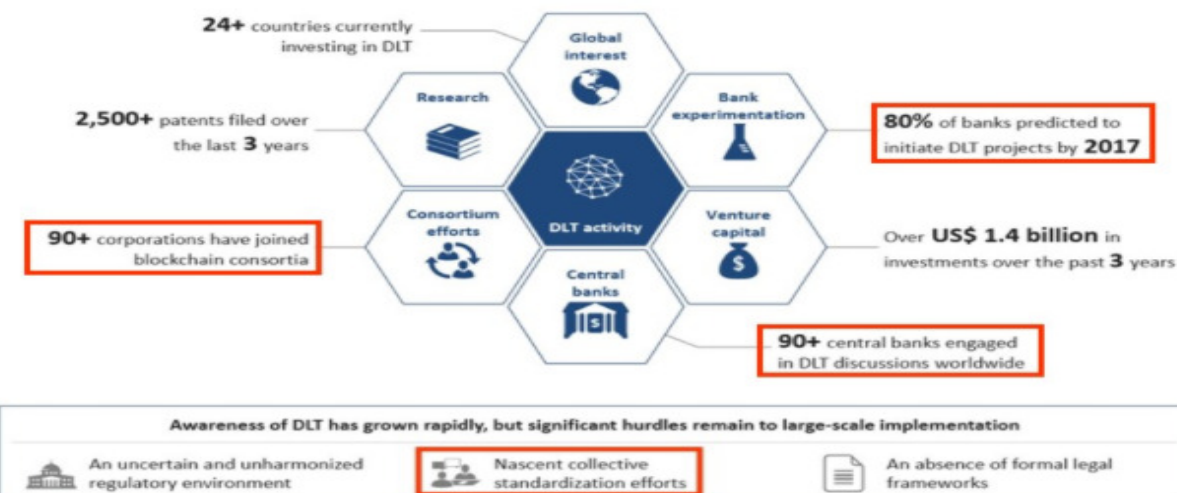 24+ countries currently
investing in DLT
Global
interest
Research
Bank
experimentation
2,500+ patents filed over
the last 3 years
80% of banks predicted to
initiate DLT projects by 2017
DLT activity
Consortium
efforts
Venture
capital
90+ corporations have joined
blockchain consortia
Over US$ 1.4 billion in
investments over the past 3 years
Central
banks
$
$
90+ central banks engaged
in DLT discussions worldwide
Awareness of DLT has grown rapidly, but significant hurdles remain to large-scale implementation
An uncertain and unharmonized
regulatory environment
Nascent collective
standardization efforts
An absence of formal legal
frameworks